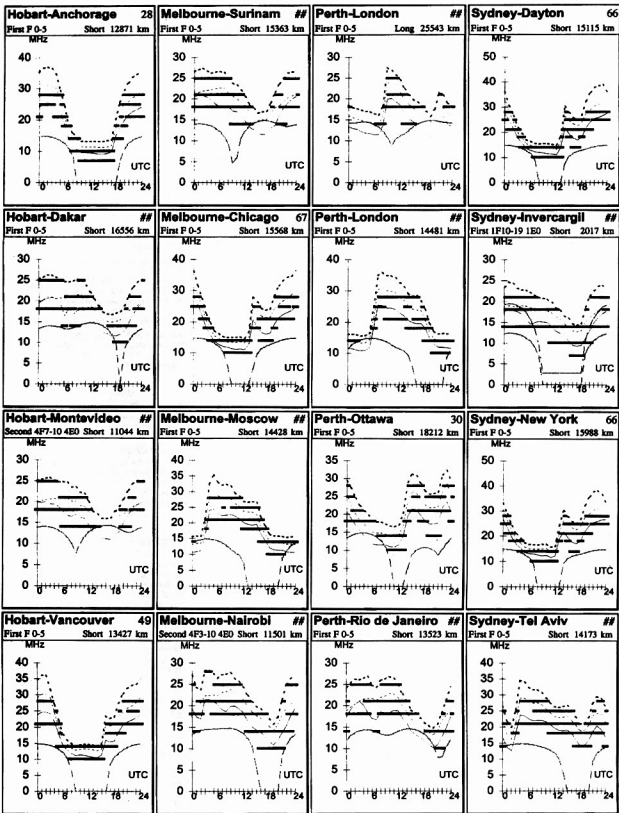 Hobart-Anchorage 28
First F 0-5 Short 12871 km
MHz
40
30
20
10
0
UTC
0 6 12 18 24
Melbourne-Surinam ##
First F 0-5 Short 15363 km
MHz
30
25
20
15
10
5
0
UTC
0 6 12 18 24
Perth-London ##
First F 0-5 Long 25543 km
MHz
30
25
20
15
10
5
0
UTC
0 6 12 18 24
Sydney-Dayton 66
First F 0-5 Short 15115 km
MHz
50
40
30
20
10
0
UTC
0 6 12 18 24
Hobart-Dakar ##
First F 0-5 Short 16556 km
MHz
30
25
20
15
10
5
0
UTC
0 6 12 18 24
Melbourne-Chicago 67
First F 0-5 Short 15568 km
MHz
40
30
20
10
0
UTC
0 6 12 18 24
Perth-London ##
First F 0-5 Short 14481 km
MHz
40
30
20
10
0
UTC
0 6 12 18 24
Sydney-Invercargil ##
First 1F10-19 1E0 Short 2017 km
MHz
30
25
20
15
10
5
0
UTC
0 6 12 18 24
Hobart-Montevideo ##
Second 4F7-10 4E0 Short 11044 km
MHz
30
25
20
15
10
5
0
UTC
0 6 12 18 24
Melbourne-Moscow ##
First F 0-5 Short 14428 km
MHz
40
35
30
25
20
15
10
5
0
UTC
0 6 12 18 24
Perth-Ottawa 30
First F 0-5 Short 18212 km
MHz
35
30
25
20
15
10
5
0
UTC
0 6 12 18 24
Sydney-New York 66
First F 0-5 Short 15988 km
MHz
50
40
30
20
10
0
UTC
0 6 12 18 24
Hobart-Vancouver 49
First F 0-5 Short 13427 km
MHz
40
35
30
25
20
15
10
5
0
UTC
0 6 12 18 24
Melbourne-Nairobi ##
Second 4F3-10 4E0 Short 11501 km
MHz
30
25
20
15
10
5
0
UTC
0 6 12 18 24
Perth-Rio de Janeiro ##
First F 0-5 Short 13523 km
MHz
30
25
20
15
10
5
0
UTC
0 6 12 18 24
Sydney-Tel Aviv ##
First F 0-5 Short 14173 km
MHz
40
35
30
25
20
15
10
5
0
UTC
0 6 12 18 24